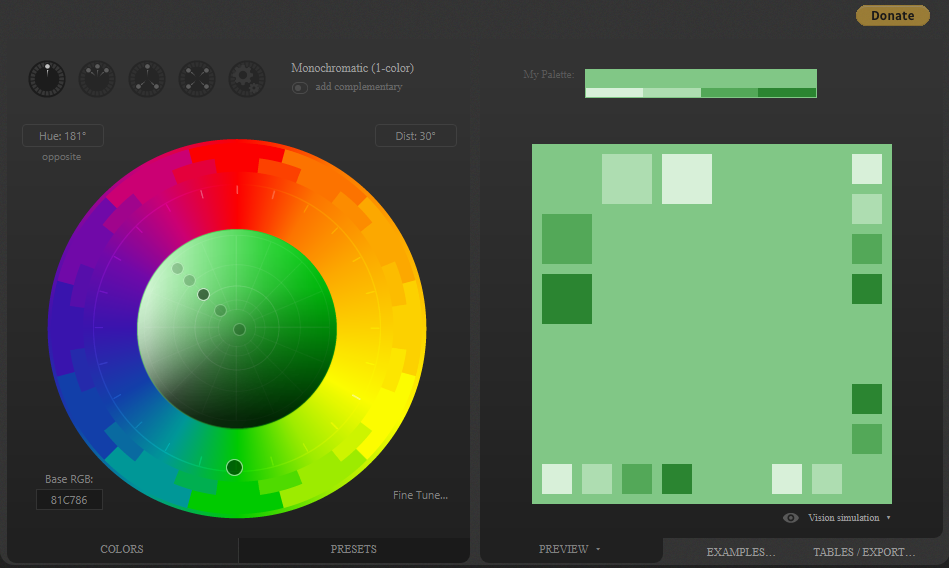 Donate
Monochromatic (1-color)
add complementary
My Palette:
Hue: 181°
Dist: 30°
opposite
Base RGB:
81C786
Fine Tune...
Vision simulation
COLORS
PRESETS
PREVIEW
EXAMPLES...
TABLES / EXPORT...